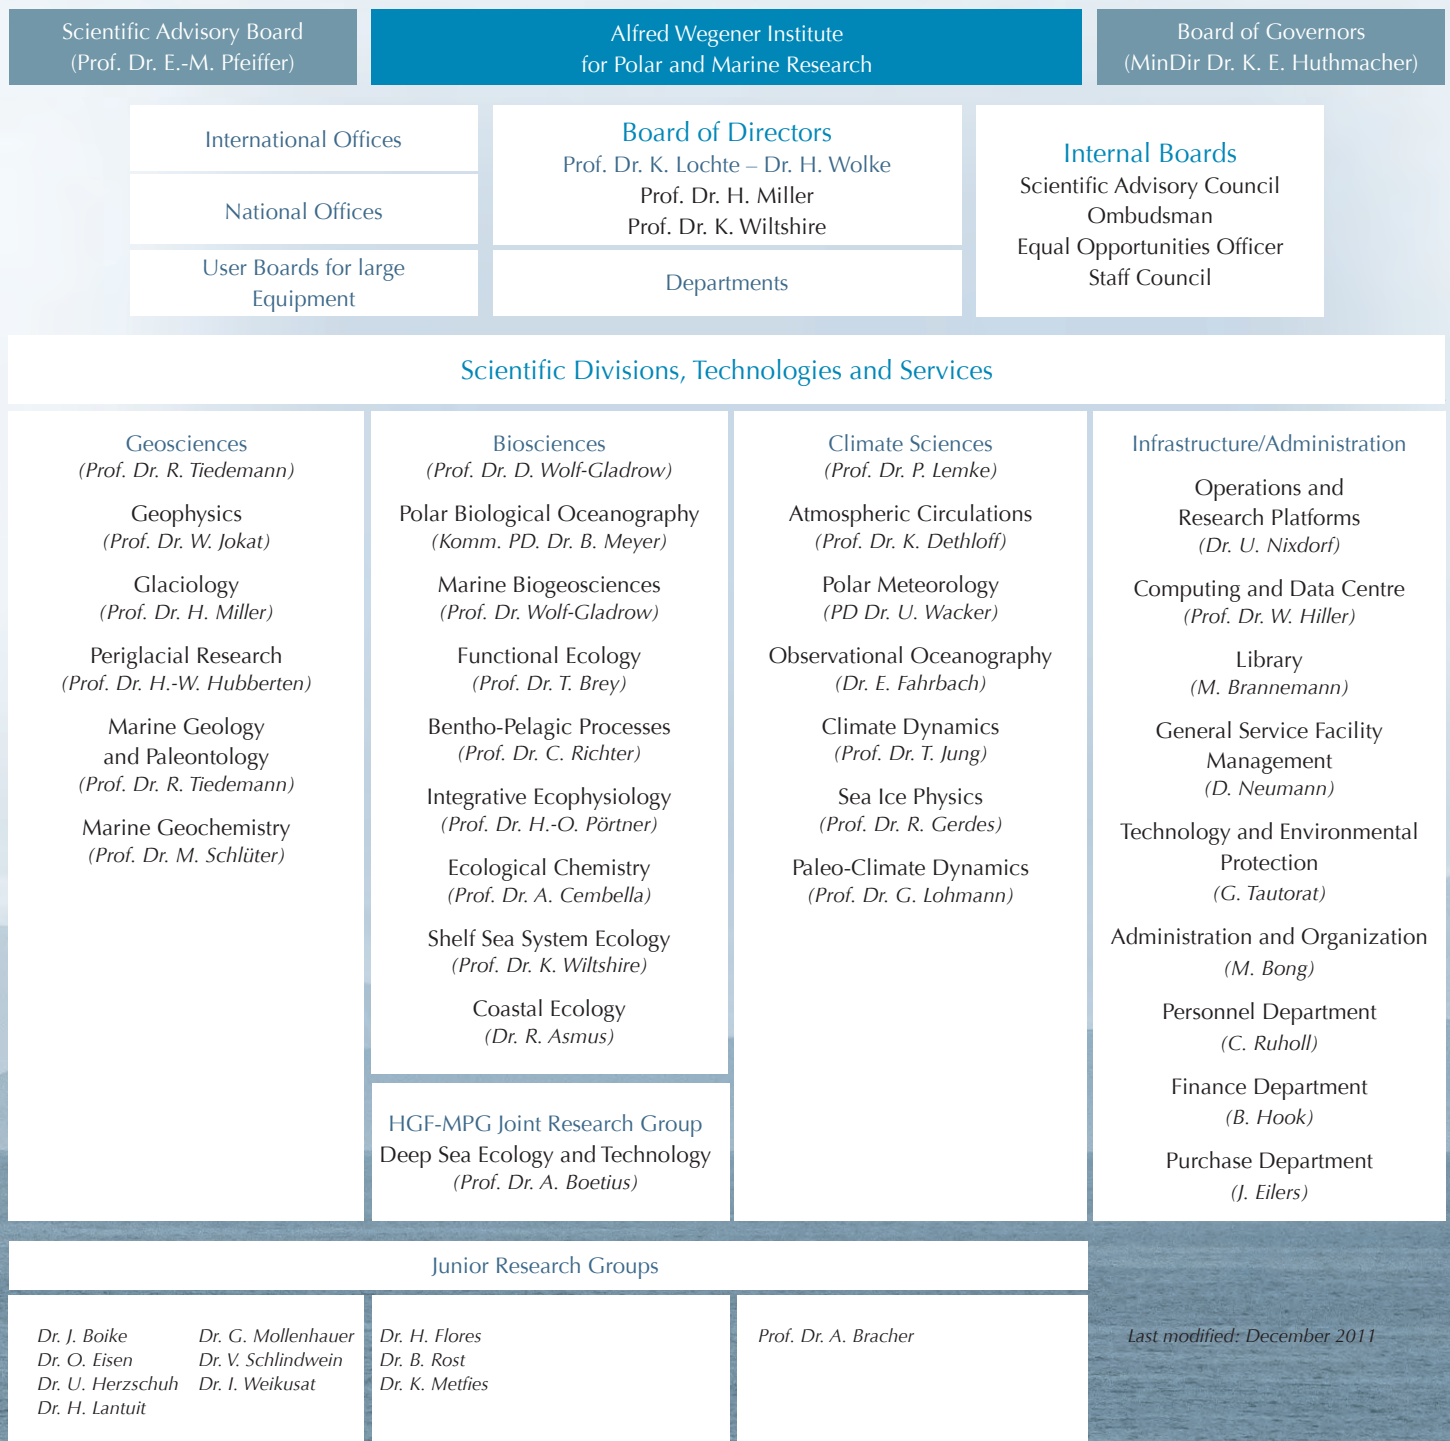 Scientific Advisory Board
(Prof. Dr. E.-M. Pfeiffer)
Alfred Wegener Institute
for Polar and Marine Research
Board of Governors
(MinDir Dr. K. E. Huthmacher)
International Offices
National Offices
User Boards for large
Equipment
Board of Directors
Prof. Dr. K. Lochte – Dr. H. Wolke
Prof. Dr. H. Miller
Prof. Dr. K. Wiltshire
Departments
Internal Boards
Scientific Advisory Council
Ombudsman
Equal Opportunities Officer
Staff Council
Scientific Divisions, Technologies and Services
Geosciences
(Prof. Dr. R. Tiedemann)
Geophysics
(Prof. Dr. W. Jokat)
Glaciology
(Prof. Dr. H. Miller)
Periglacial Research
(Prof. Dr. H.-W. Hubberten)
Marine Geology
and Paleontology
(Prof. Dr. R. Tiedemann)
Marine Geochemistry
(Prof. Dr. M. Schlüter)
Biosciences
(Prof. Dr. D. Wolf-Gladrow)
Polar Biological Oceanography
(Komm. PD. Dr. B. Meyer)
Marine Biogeosciences
(Prof. Dr. Wolf-Gladrow)
Functional Ecology
(Prof. Dr. T. Brey)
Bentho-Pelagic Processes
(Prof. Dr. C. Richter)
Integrative Ecophysiology
(Prof. Dr. H.-O. Pörtner)
Ecological Chemistry
(Prof. Dr. A. Cembella)
Shelf Sea System Ecology
(Prof. Dr. K. Wiltshire)
Coastal Ecology
(Dr. R. Asmus)
HGF-MPG Joint Research Group
Deep Sea Ecology and Technology
(Prof. Dr. A. Boetius)
Climate Sciences
(Prof. Dr. P. Lemke)
Atmospheric Circulations
(Prof. Dr. K. Dethloff)
Polar Meteorology
(PD Dr. U. Wacker)
Observational Oceanography
(Dr. E. Fahrbach)
Climate Dynamics
(Prof. Dr. T. Jung)
Sea Ice Physics
(Prof. Dr. R. Gerdes)
Paleo-Climate Dynamics
(Prof. Dr. G. Lohmann)
Infrastructure/Administration
Operations and
Research Platforms
(Dr. U. Nixdorf)
Computing and Data Centre
(Prof. Dr. W. Hiller)
Library
(M. Brannemann)
General Service Facility
Management
(D. Neumann)
Technology and Environmental
Protection
(G. Tautorat)
Administration and Organization
(M. Bong)
Personnel Department
(C. Ruholl)
Finance Department
(B. Hook)
Purchase Department
(J. Eilers)
Junior Research Groups
Dr. J. Boike
Dr. O. Eisen
Dr. U. Herzschuh
Dr. H. Lantuit
Dr. G. Mollenhauer
Dr. V. Schlindwein
Dr. I. Weikusat
Dr. H. Flores
Dr. B. Rost
Dr. K. Metfies
Prof. Dr. A. Bracher
Last modified: December 2011